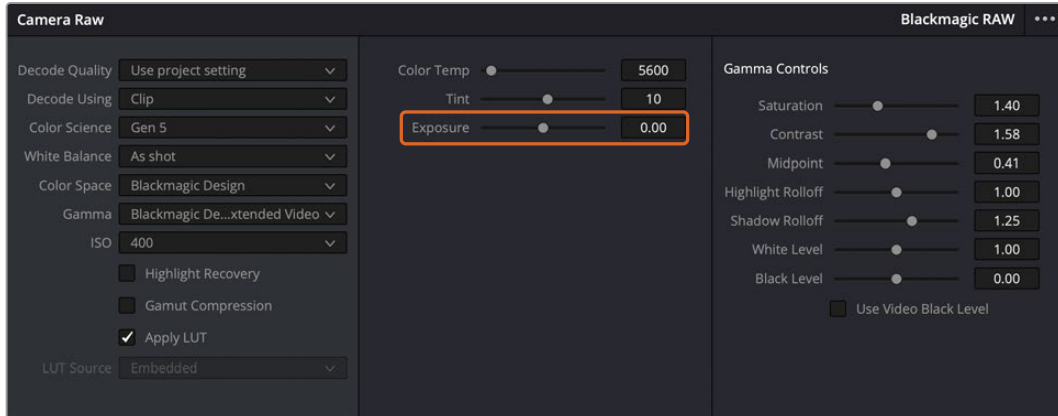 Camera Raw Blackmagic RAW •••
Decode Quality Use project setting
Decode Using Clip
Color Science Gen 5
White Balance As shot
Color Space Blackmagic Design
Gamma Blackmagic De...xtended Video
ISO 400
Highlight Recovery
Gamut Compression
Apply LUT
LUT Source Embedded
Color Temp 5600
Tint 10
Exposure 0.00
Gamma Controls
Saturation 1.40
Contrast 1.58
Midpoint 0.41
Highlight Rolloff 1.00
Shadow Rolloff 1.25
White Level 1.00
Black Level 0.00
Use Video Black Level